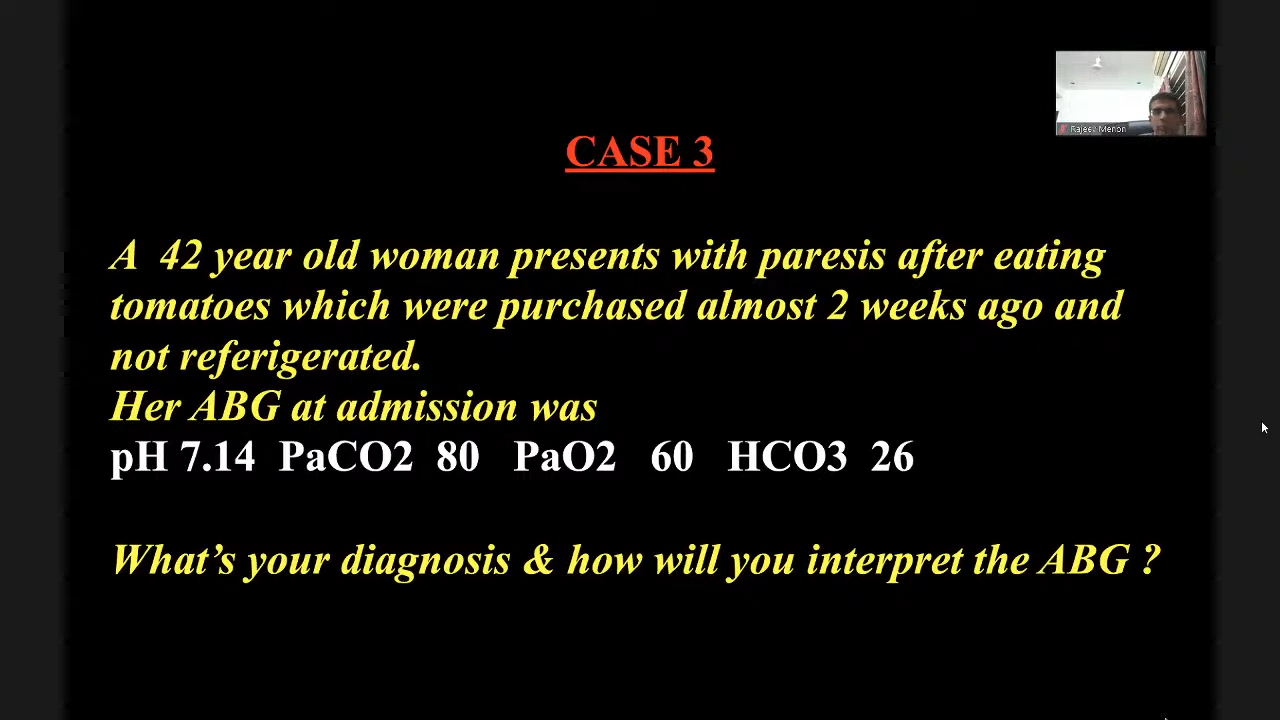 Rajeev Menon
CASE 3
A 42 year old woman presents with paresis after eating
tomatoes which were purchased almost 2 weeks ago and
not referigerated.
Her ABG at admission was
pH 7.14 PaCO2 80 PaO2 60 HCO3 26
What's your diagnosis & how will you interpret the ABG ?